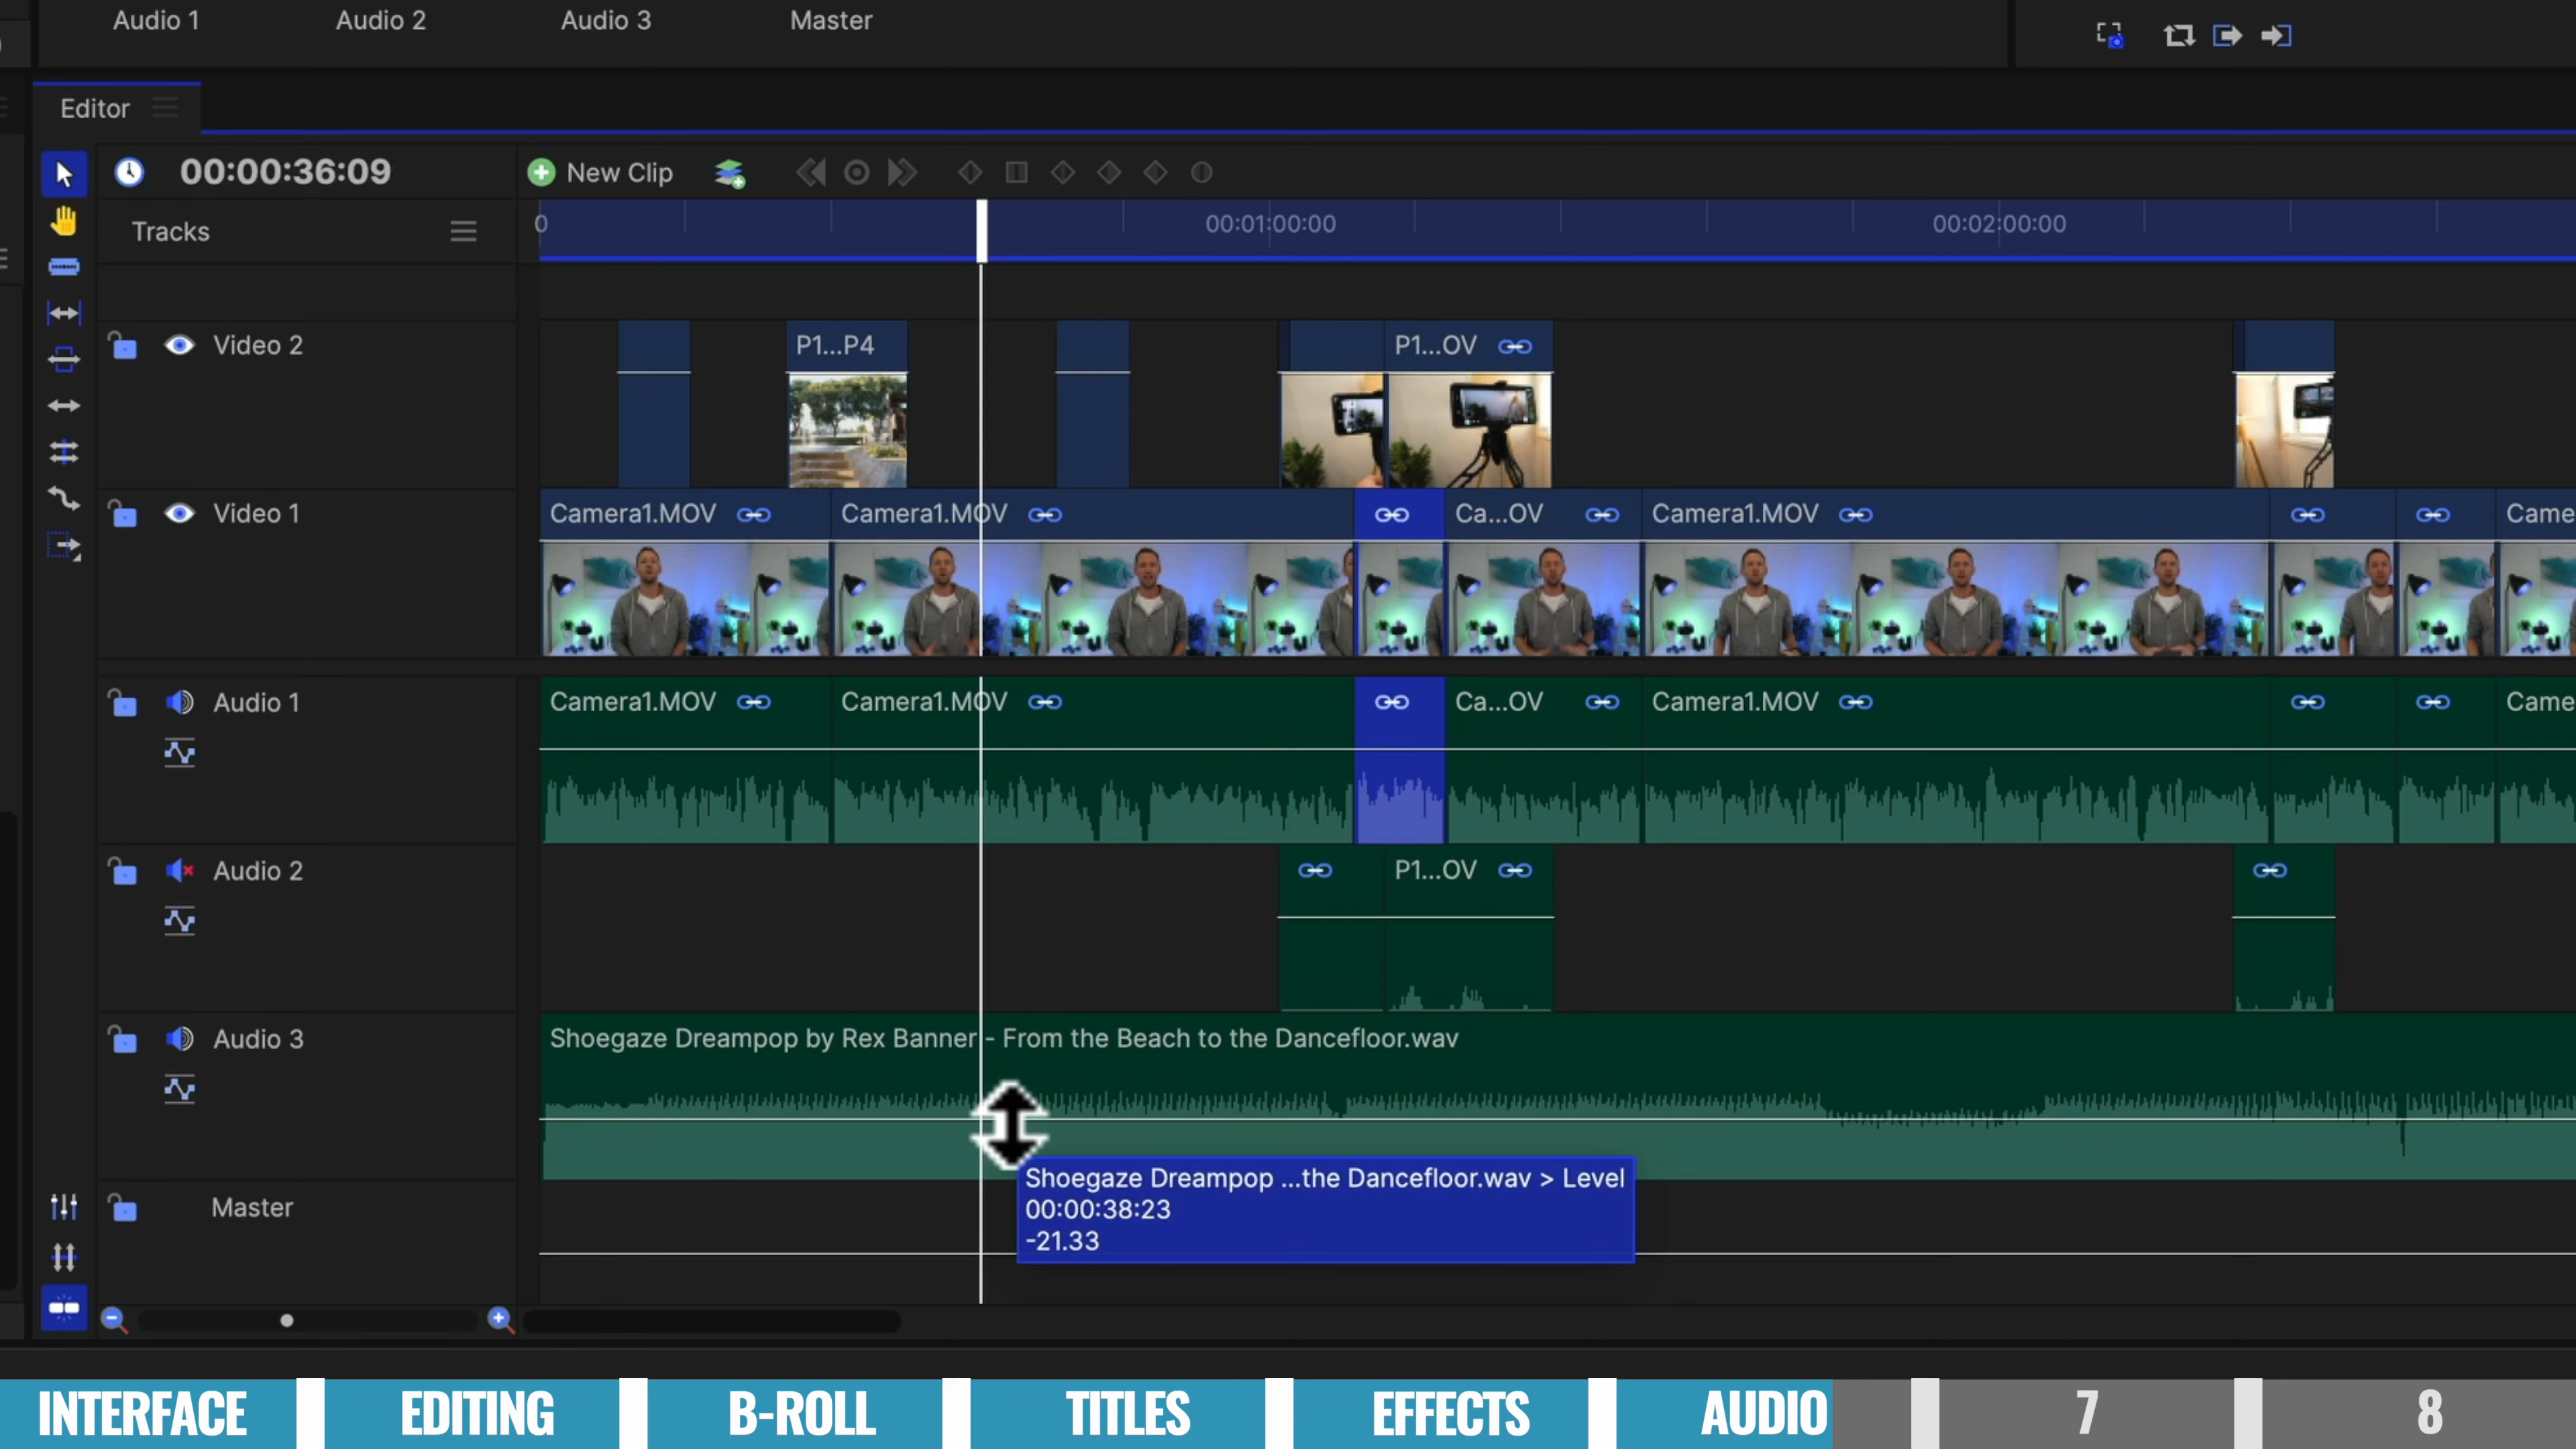 Audio 1 Audio 2 Audio 3 Master
Editor
00:00:36:09 New Clip
Tracks 0 00:01:00:00 00:02:00:00
Video 2 P1...P4 P1...OV
Video 1 Camera1.MOV Camera1.MOV Ca...OV Camera1.MOV Came
Audio 1 Camera1.MOV Camera1.MOV Ca...OV Camera1.MOV Came
Audio 2 P1...OV
Audio 3 Shoegaze Dreampop by Rex Banner - From the Beach to the Dancefloor.wav
Shoegaze Dreampop ...the Dancefloor.wav > Level
00:00:38:23
-21.33
Master
INTERFACE EDITING B-ROLL TITLES EFFECTS AUDIO 7 8